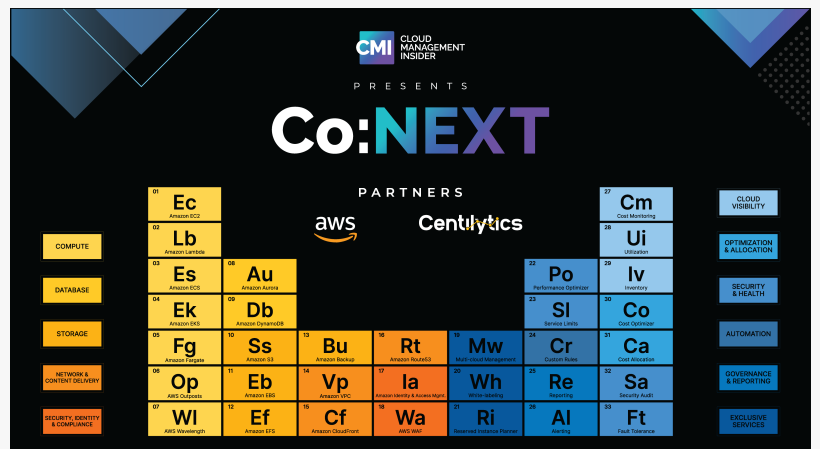 CMI
CLOUD
MANAGEMENT
INSIDER
PRESENTS
Co:NEXT
PARTNERS
aws
Centilytics
COMPUTE
DATABASE
STORAGE
NETWORK &
CONTENT DELIVERY
SECURITY, IDENTITY
& COMPLIANCE
01
Ec
Amazon EC2
02
Lb
Amazon Lambda
03
Es
Amazon ECS
04
Ek
Amazon EKS
05
Fg
Amazon Fargate
06
Op
AWS Outposts
07
Wl
AWS Wavelength
08
Au
Amazon Aurora
09
Db
Amazon DynamoDB
10
Ss
Amazon S3
11
Eb
Amazon EBS
12
Ef
Amazon EFS
13
Bu
Amazon Backup
14
Vp
Amazon VPC
15
Cf
Amazon CloudFront
16
Rt
Amazon Route53
17
Ia
Amazon Identity & Access Mgmt
18
Wa
AWS WAF
19
Mw
Multi-cloud Management
20
Wh
White-labeling
21
Ri
Reserved Instance Planner
22
Po
Performance Optimizer
23
Sl
Service Limits
24
Cr
Custom Rules
25
Re
Reporting
26
Al
Alerting
27
Cm
Cost Monitoring
28
Ui
Utilization
29
Iv
Inventory
30
Co
Cost Optimizer
31
Ca
Cost Allocation
32
Sa
Security Audit
33
Ft
Fault Tolerance
CLOUD
VISIBILITY
OPTIMIZATION
& ALLOCATION
SECURITY
& HEALTH
AUTOMATION
GOVERNANCE
& REPORTING
EXCLUSIVE
SERVICES